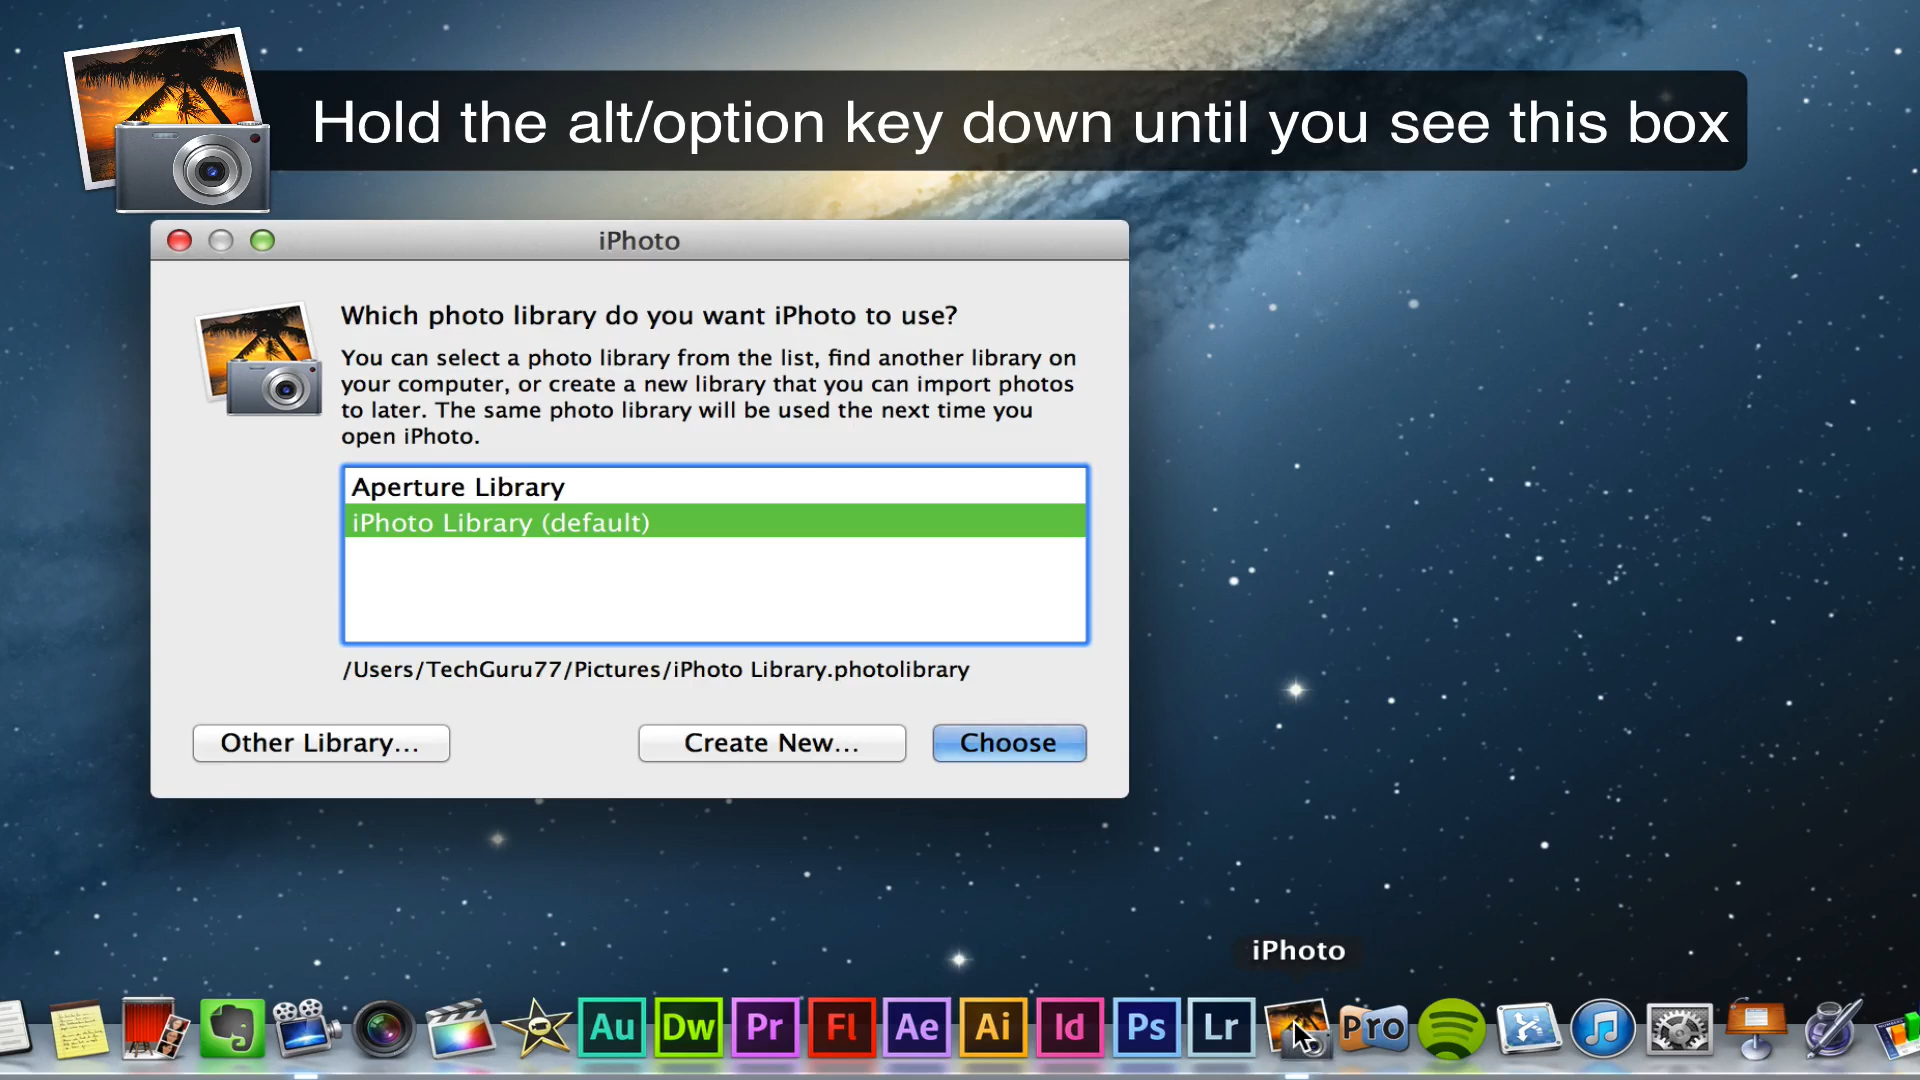 Hold the alt/option key down until you see this box
iPhoto
Which photo library do you want iPhoto to use?
You can select a photo library from the list, find another library on
your computer, or create a new library that you can import photos
to later. The same photo library will be used the next time you
open iPhoto.
Aperture Library
iPhoto Library (default)
/Users/TechGuru77/Pictures/iPhoto Library.photolibrary
Other Library...
Create New...
Choose
iPhoto
Au Dw Pr Fl Ae Ai Id Ps Lr Pro